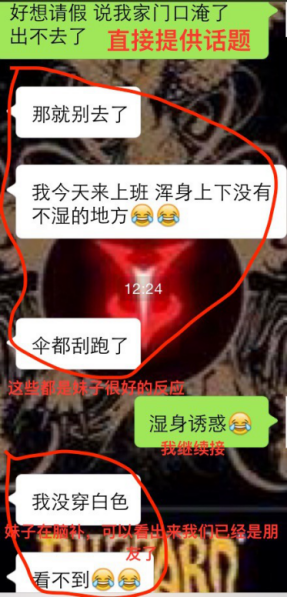 好想请假 说我家门口淹了
出不去了 直接提供话题
那就别去了
我今天来上班 浑身上下没有
不湿的地方😂😂
12:24
伞都刮跑了
这些都是妹子很好的反应
湿身诱惑😂
我继续接
我没穿白色
妹子在脑补，可以看出来我们已经是朋
友了
看不到😂😂